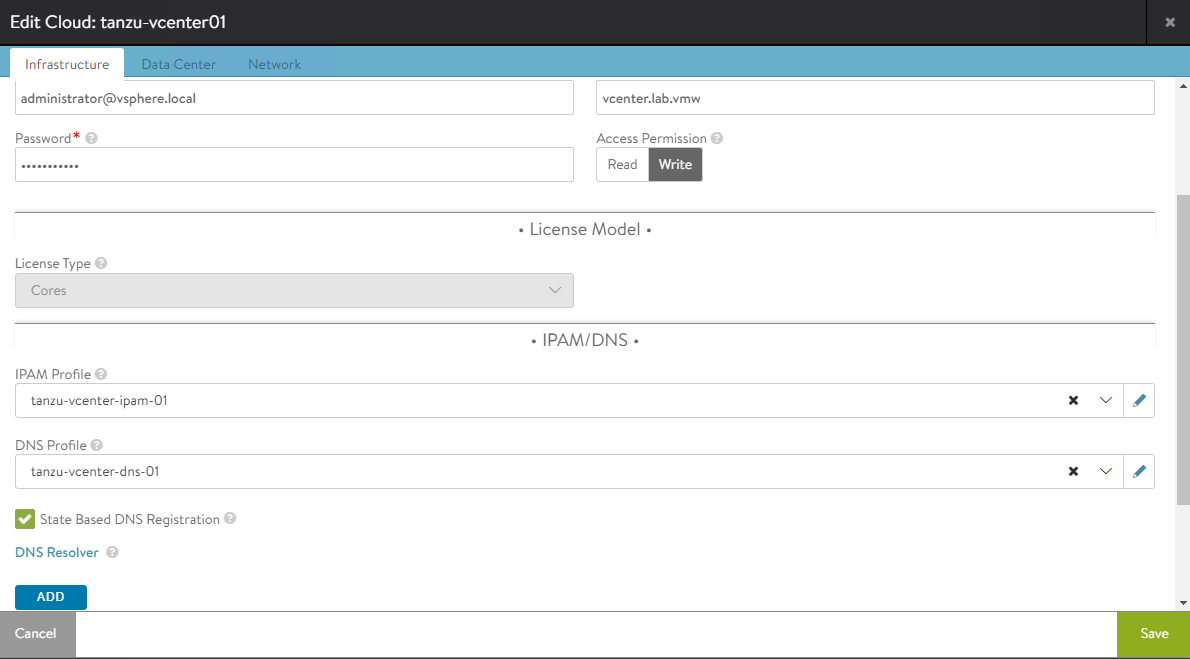 Edit Cloud: tanzu-vcenter01
Infrastructure Data Center Network
administrator@vsphere.local vcenter.lab.vmw
Password* Access Permission
••••••••••• Read Write
• License Model •
License Type
Cores
• IPAM/DNS •
IPAM Profile
tanzu-vcenter-ipam-01
DNS Profile
tanzu-vcenter-dns-01
State Based DNS Registration
DNS Resolver
ADD
Cancel Save